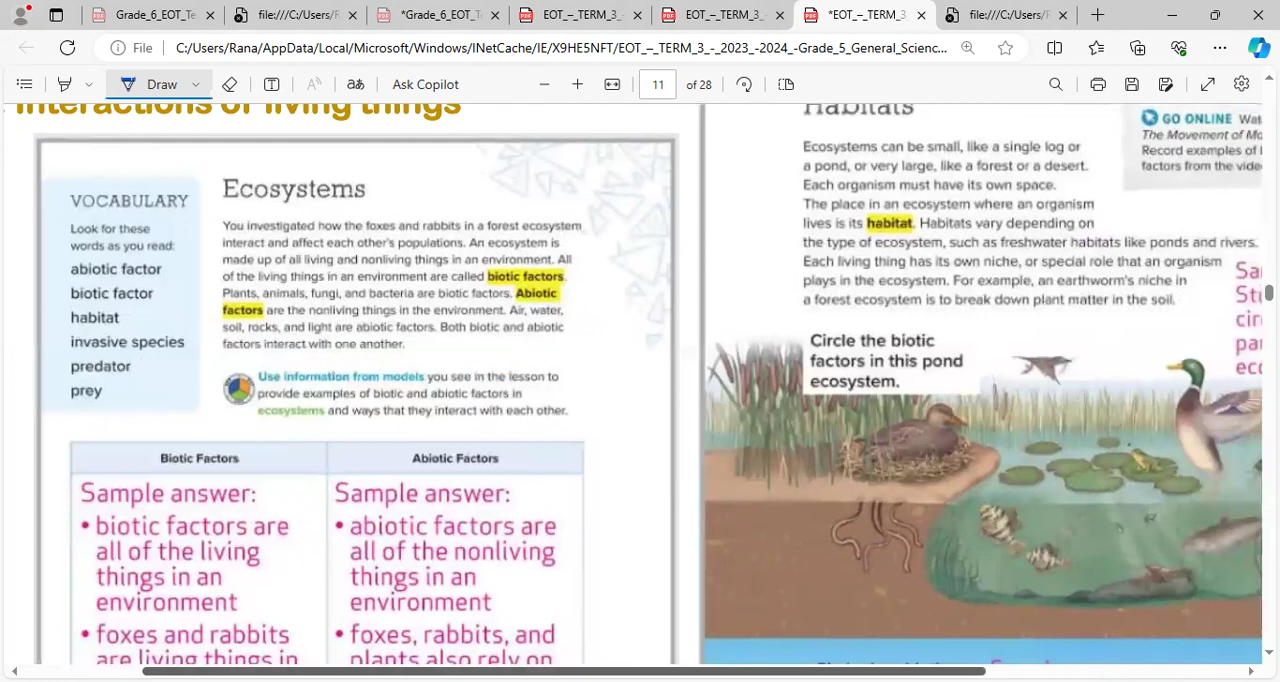 Grade_6_EOT_Te
file:///C:/Users/R
*Grade_6_EOT_T
EOT_–_TERM_3_
EOT_–_TERM_3_-
*EOT_–_TERM_3
file:///C:/Users/R
File
C:/Users/Rana/AppData/Local/Microsoft/Windows/INetCache/IE/X9HE5NFT/EOT_–_TERM_3_-_2023_-2024_-Grade_5_General_Scienc...
Draw
Ask Copilot
11 of 28
Interactions of living things
VOCABULARY
Look for these
words as you read:
abiotic factor
biotic factor
habitat
invasive species
predator
prey
Ecosystems
You investigated how the foxes and rabbits in a forest ecosystem
interact and affect each other's populations. An ecosystem is
made up of all living and nonliving things in an environment. All
of the living things in an environment are called biotic factors.
Plants, animals, fungi, and bacteria are biotic factors. Abiotic
factors are the nonliving things in the environment. Air, water,
soil, rocks, and light are abiotic factors. Both biotic and abiotic
factors interact with one another.
Use information from models you see in the lesson to
provide examples of biotic and abiotic factors in
ecosystems and ways that they interact with each other.
Biotic Factors
Sample answer:
• biotic factors are
all of the living
things in an
environment
• foxes and rabbits
are living things in
Abiotic Factors
Sample answer:
• abiotic factors are
all of the nonliving
things in an
environment
• foxes, rabbits, and
plants also rely on
Habitats
Ecosystems can be small, like a single log or
a pond, or very large, like a forest or a desert.
Each organism must have its own space.
The place in an ecosystem where an organism
lives is its habitat. Habitats vary depending on
the type of ecosystem, such as freshwater habitats like ponds and rivers.
Each living thing has its own niche, or special role that an organism
plays in the ecosystem. For example, an earthworm's niche in
a forest ecosystem is to break down plant matter in the soil.
GO ONLINE Wat
The Movement of Mo
Record examples of
factors from the vide
Circle the biotic
factors in this pond
ecosystem.
Sa
Stu
cir
pa
ec